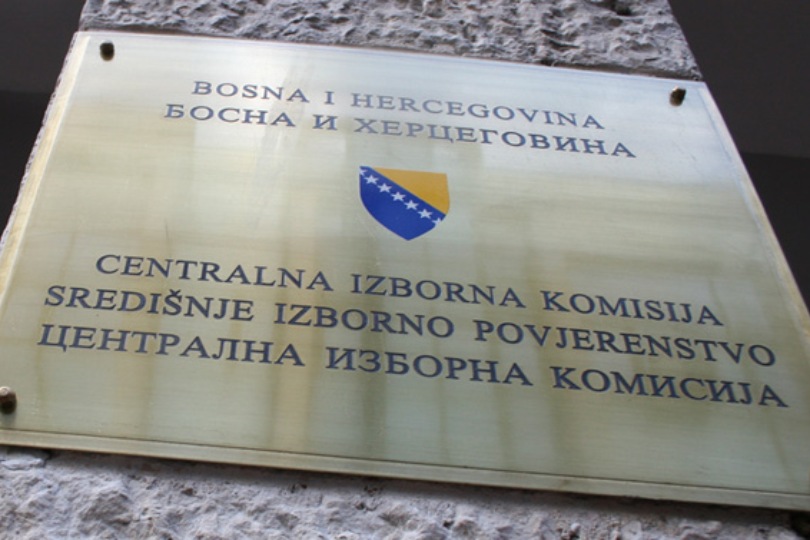 BOSNA I HERCEGOVINA
БОСНА И ХЕРЦЕГОВИНА
CENTRALNA IZBORNA KOMISIJA
SREDIŠNJE IZBORNO POVJERENSTVO
ЦЕНТРАЛНА ИЗБОРНА КОМИСИЈА